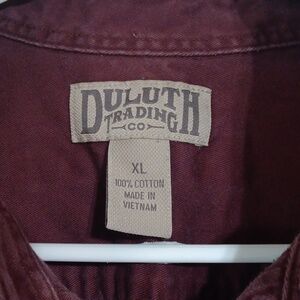 DULUTH
TRADING
CO
XL
100% COTTON
MADE IN
VIETNAM